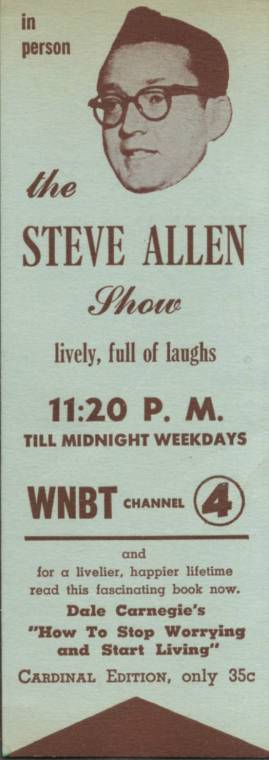 in
person
the
STEVE ALLEN
Show
lively, full of laughs
11:20 P. M.
TILL MIDNIGHT WEEKDAYS
WNBT CHANNEL 4
and
for a livelier, happier lifetime
read this fascinating book now.
Dale Carnegie's
"How To Stop Worrying
and Start Living"
CARDINAL EDITION, only 35c